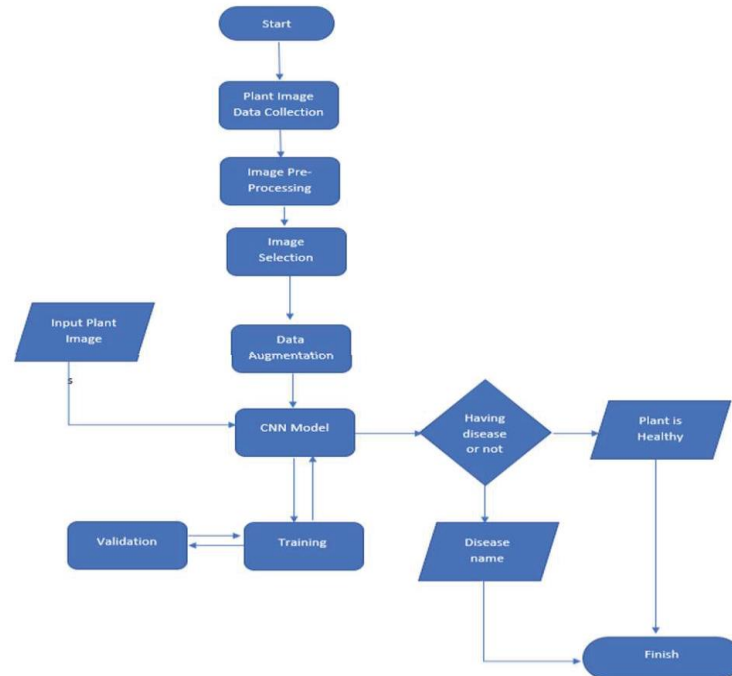 Start
Plant Image
Data Collection
Image Pre-
Processing
Image
Selection
Input Plant
Image
s
Data
Augmentation
CNN Model
Having
disease
or not
Plant is
Healthy
Validation
Training
Disease
name
Finish